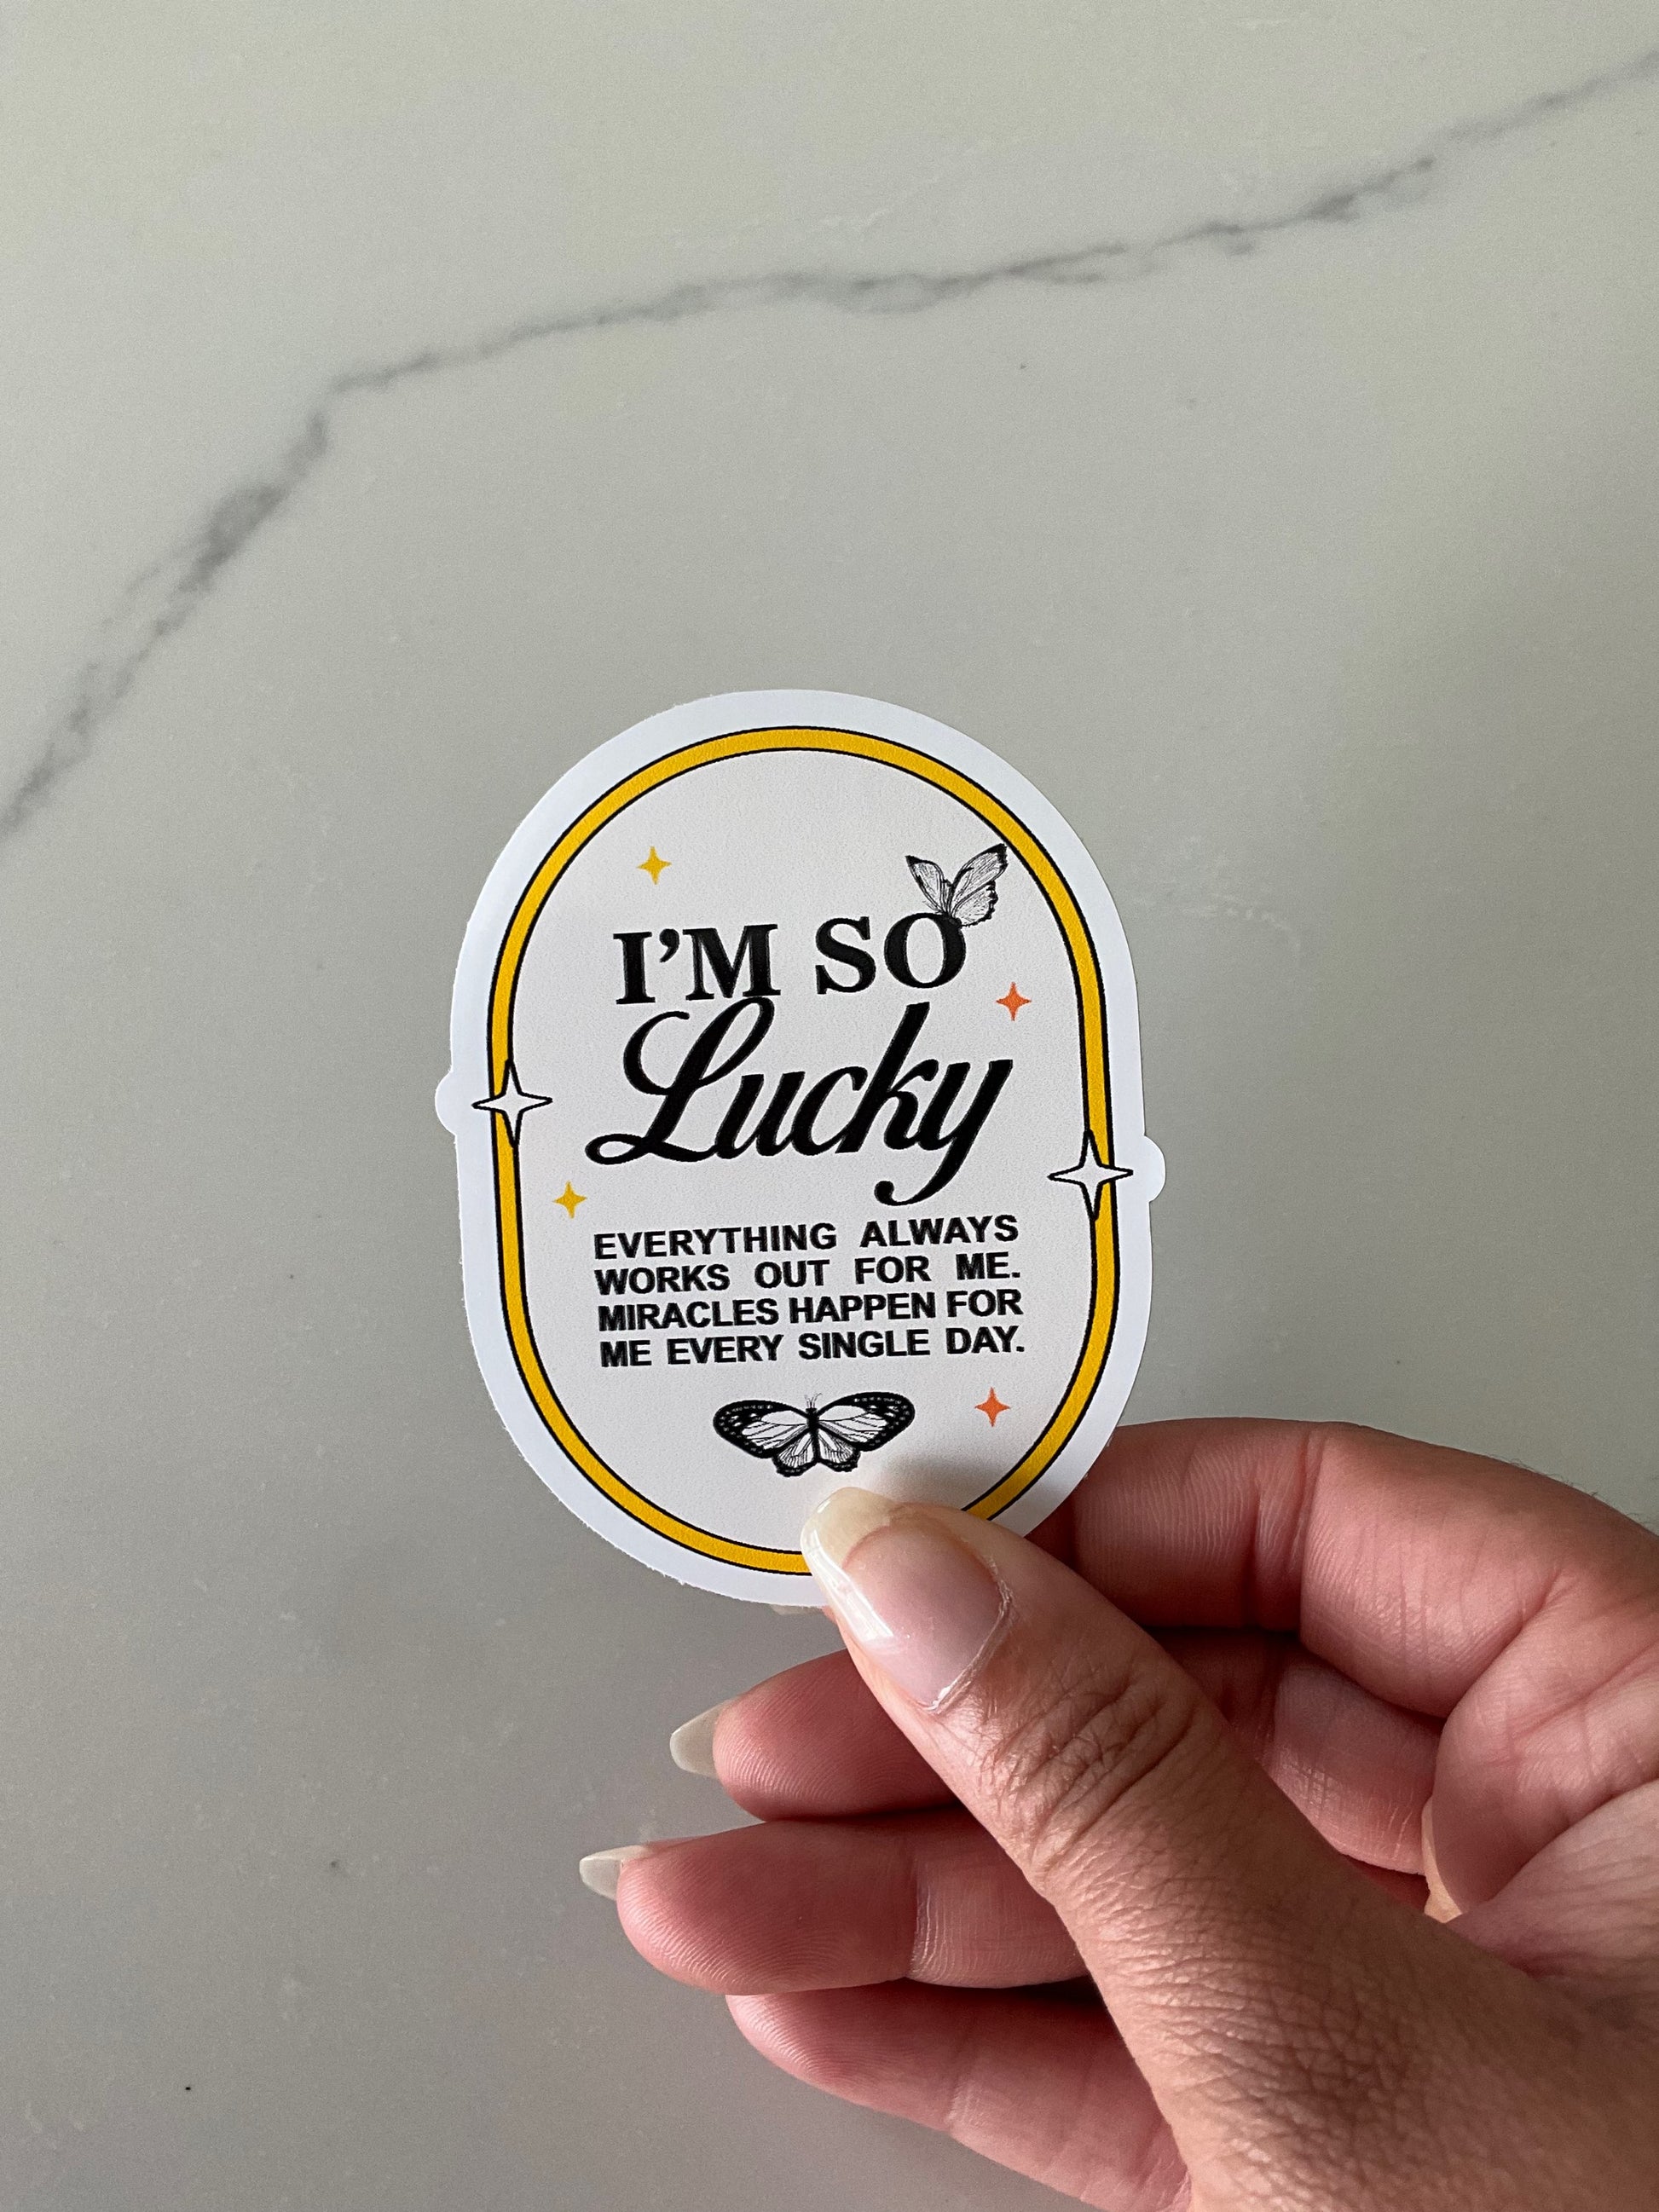 I'M SO
Lucky
EVERYTHING ALWAYS
WORKS OUT FOR ME.
MIRACLES HAPPEN FOR
ME EVERY SINGLE DAY.